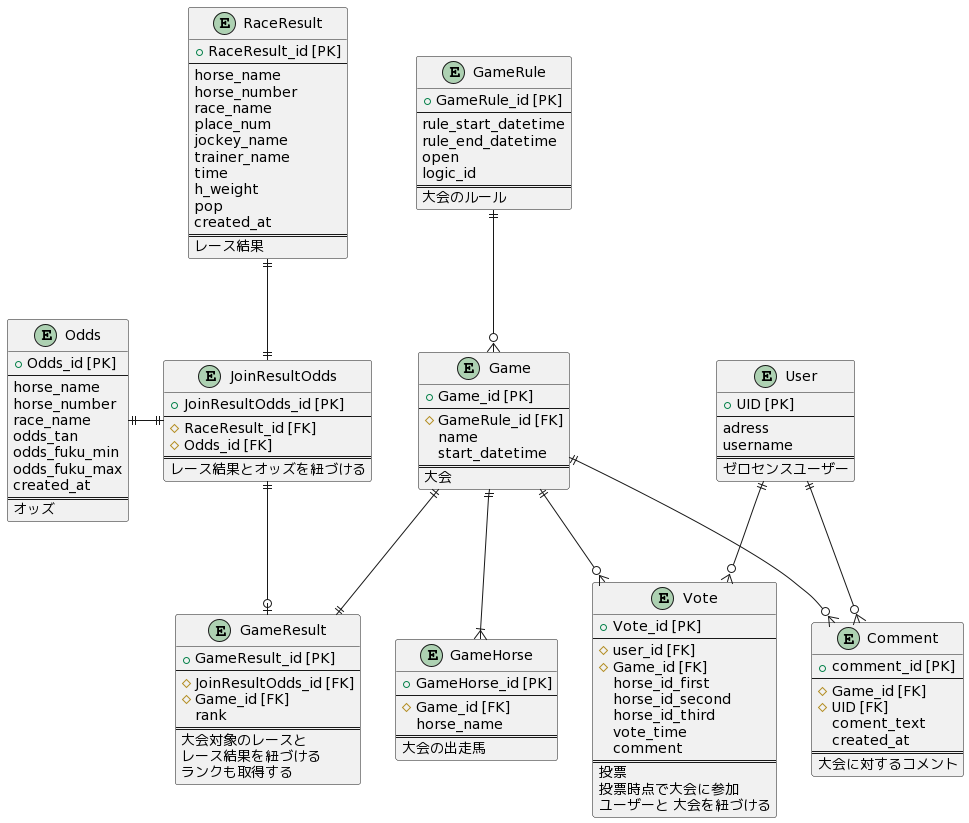 E RaceResult
RaceResult_id [PK]
horse_name
horse_number
race_name
place_num
jockey_name
trainer_name
time
h_weight
pop
created_at
レース結果
E GameRule
GameRule_id [PK]
rule_start_datetime
rule_end_datetime
open
logic_id
大会のルール
E Odds
Odds_id [PK]
horse_name
horse_number
race_name
odds_tan
odds_fuku_min
odds_fuku_max
created_at
オッズ
E JoinResultOdds
JoinResultOdds_id [PK]
RaceResult_id [FK]
Odds_id [FK]
レース結果とオッズを紐づける
E Game
Game_id [PK]
GameRule_id [FK]
name
start_datetime
大会
E User
UID [PK]
adress
username
ゼロセンスユーザー
E GameResult
GameResult_id [PK]
JoinResultOdds_id [FK]
Game_id [FK]
rank
大会対象のレースと
レース結果を紐づける
ランクも取得する
E GameHorse
GameHorse_id [PK]
Game_id [FK]
horse_name
大会の出走馬
E Vote
Vote_id [PK]
user_id [FK]
Game_id [FK]
horse_id_first
horse_id_second
horse_id_third
vote_time
comment
投票
投票時点で大会に参加
ユーザーと 大会を紐づける
E Comment
comment_id [PK]
Game_id [FK]
UID [FK]
coment_text
created_at
大会に対するコメント